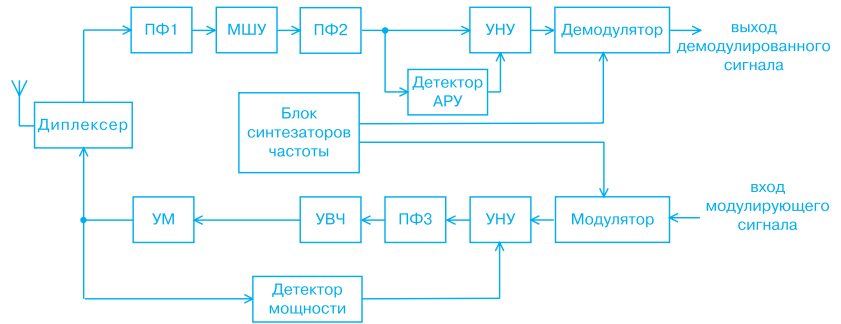 ПФ1
МШУ
ПФ2
УНУ
Демодулятор
выход
демодулированного
сигнала
Детектор
АРУ
Диплексер
Блок
синтезаторов
частоты
УМ
УВЧ
ПФ3
УНУ
Модулятор
вход
модулирующего
сигнала
Детектор
мощности